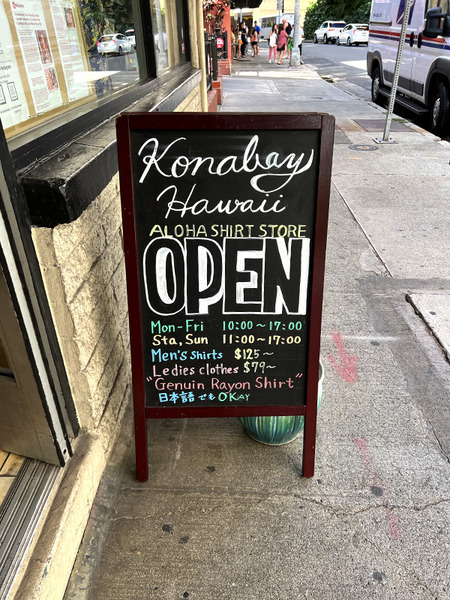 Konabay
Hawaii
ALOHA SHIRT STORE
OPEN
Mon-Fri 10:00~17:00
Sta, Sun 11:00~17:00
Men's Shirts $125~
Ledies clothes $79~
"Genuin Rayon Shirt"
日本語でもOKAY